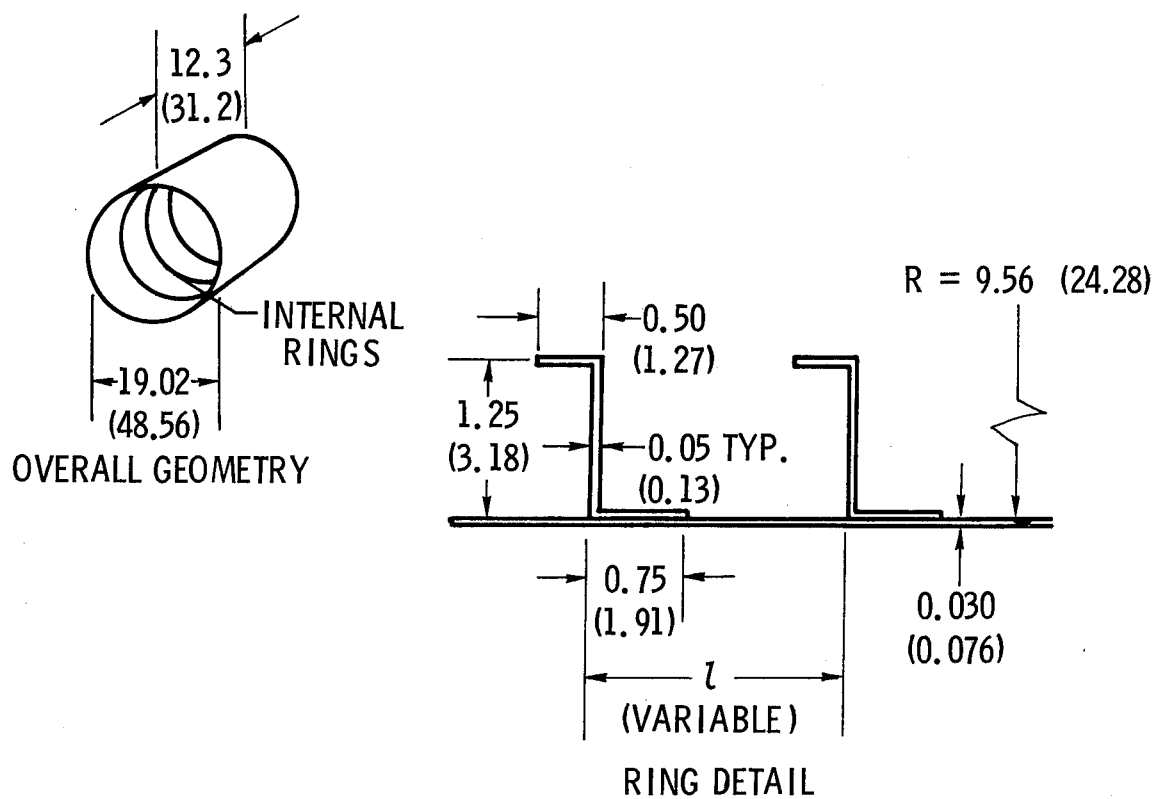 12.3
(31.2)
INTERNAL
RINGS
19.02
(48.56)
OVERALL GEOMETRY
R = 9.56 (24.28)
0.50
(1.27)
1.25
(3.18)
0.05 TYP.
(0.13)
0.75
(1.91)
0.030
(0.076)
l
(VARIABLE)
RING DETAIL